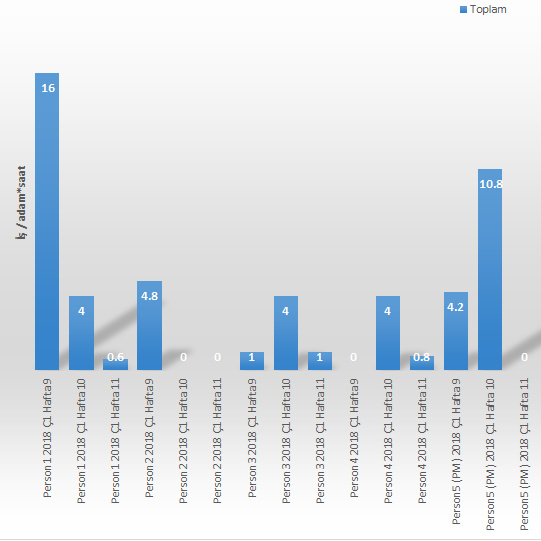 Toplam
İş / adam*saat
16
4
0.6
4.8
0
0
1
4
1
0
4
0.8
4.2
10.8
0
Person 1 2018 Ç1 Hafta 9
Person 1 2018 Ç1 Hafta 10
Person 1 2018 Ç1 Hafta 11
Person 2 2018 Ç1 Hafta 9
Person 2 2018 Ç1 Hafta 10
Person 2 2018 Ç1 Hafta 11
Person 3 2018 Ç1 Hafta 9
Person 3 2018 Ç1 Hafta 10
Person 3 2018 Ç1 Hafta 11
Person 4 2018 Ç1 Hafta 9
Person 4 2018 Ç1 Hafta 10
Person 4 2018 Ç1 Hafta 11
Person5 (PM ) 2018 Ç1 Hafta 9
Person5 (PM ) 2018 Ç1 Hafta 10
Person5 (PM ) 2018 Ç1 Hafta 11